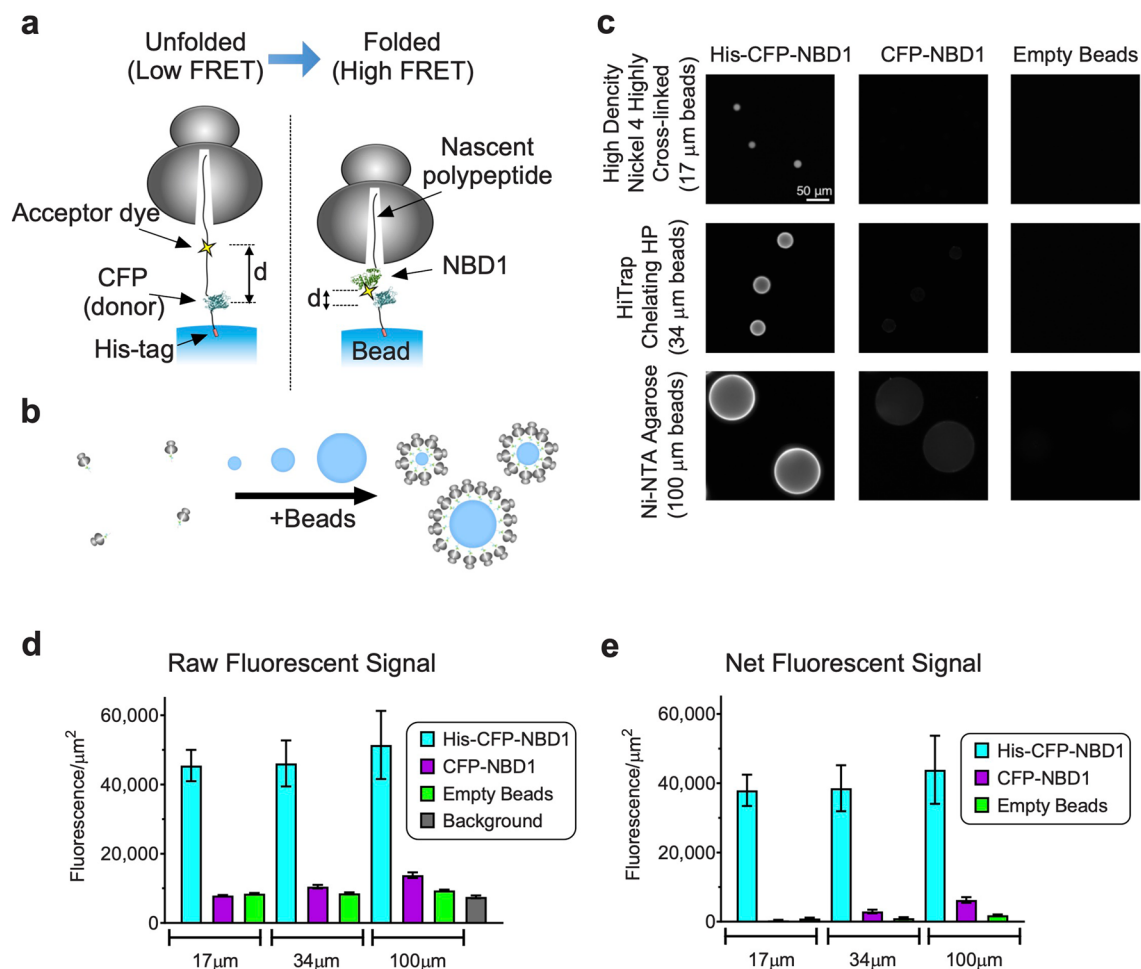 a
Unfolded
(Low FRET)
Folded
(High FRET)
Nascent
polypeptide
Acceptor dye
d
CFP
(donor)
NBD1
d
His-tag
Bead
b
+Beads
c
His-CFP-NBD1
CFP-NBD1
Empty Beads
High Dencity
Nickel 4 Highly
Cross-linked
(17 μm beads)
50 μm
HiTrap
Chelating HP
(34 μm beads)
Ni-NTA Agarose
(100 μm beads)
d
Raw Fluorescent Signal
Fluorescence/μm²
60,000
40,000
20,000
0
His-CFP-NBD1
CFP-NBD1
Empty Beads
Background
17μm
34μm
100μm
e
Net Fluorescent Signal
Fluorescence/μm²
60,000
40,000
20,000
0
His-CFP-NBD1
CFP-NBD1
Empty Beads
17μm
34μm
100μm